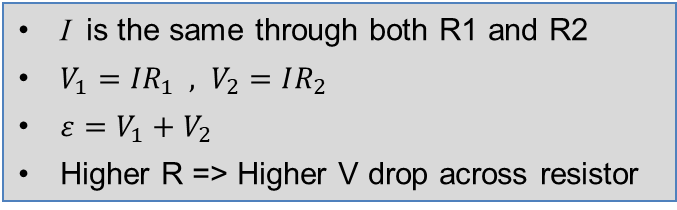 • I is the same through both R1 and R2
• V₁ = IR₁ , V₂ = IR₂
• ε = V₁ + V₂
• Higher R => Higher V drop across resistor